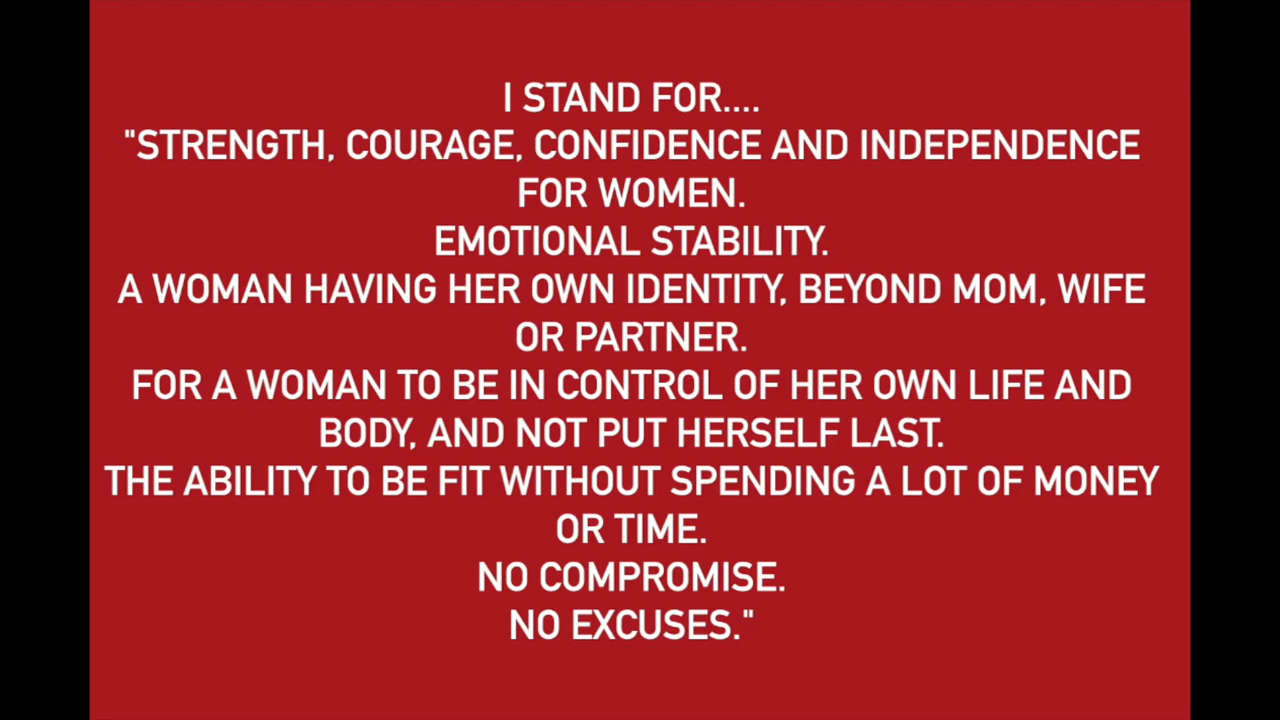 I STAND FOR....
"STRENGTH, COURAGE, CONFIDENCE AND INDEPENDENCE
FOR WOMEN.
EMOTIONAL STABILITY.
A WOMAN HAVING HER OWN IDENTITY, BEYOND MOM, WIFE
OR PARTNER.
FOR A WOMAN TO BE IN CONTROL OF HER OWN LIFE AND
BODY, AND NOT PUT HERSELF LAST.
THE ABILITY TO BE FIT WITHOUT SPENDING A LOT OF MONEY
OR TIME.
NO COMPROMISE.
NO EXCUSES."